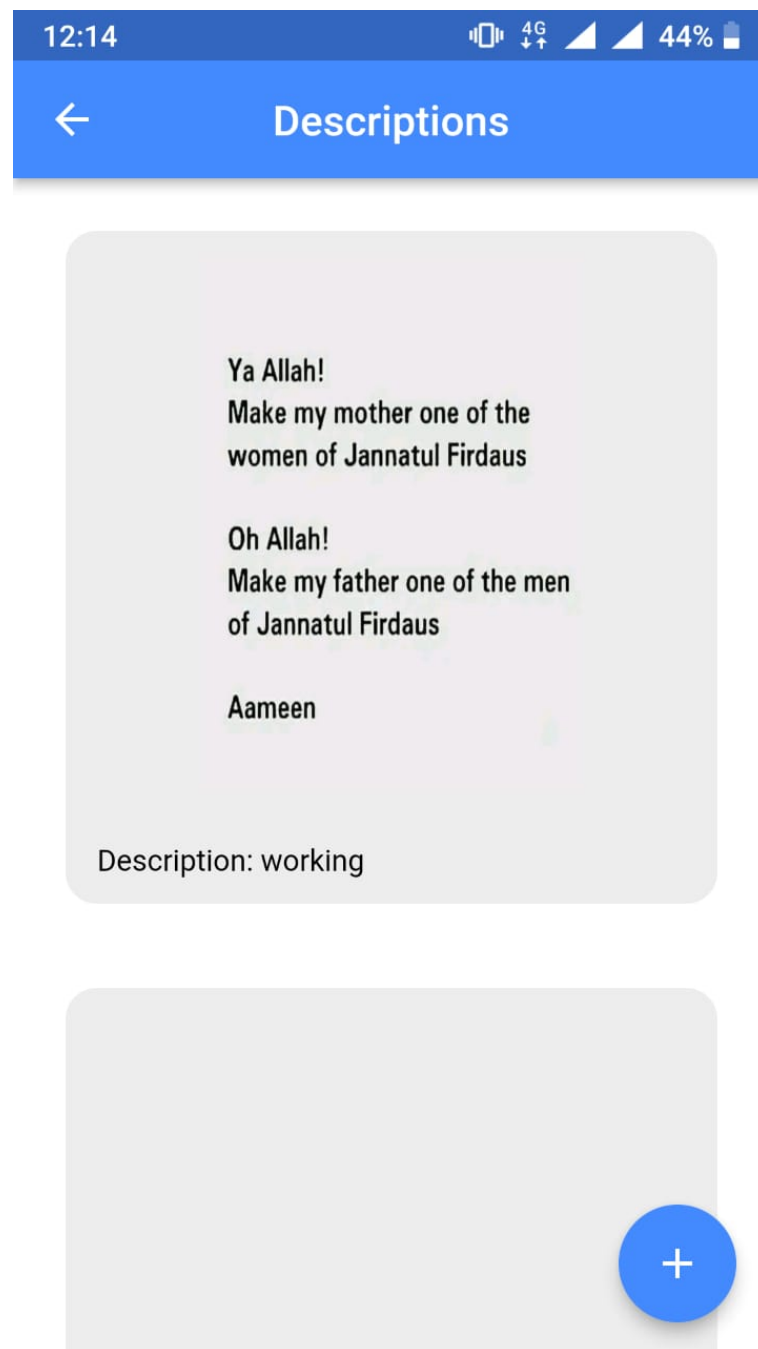 12:14
4G
44%
Descriptions
Ya Allah!
Make my mother one of the
women of Jannatul Firdaus
Oh Allah!
Make my father one of the men
of Jannatul Firdaus
Aameen
Description: working